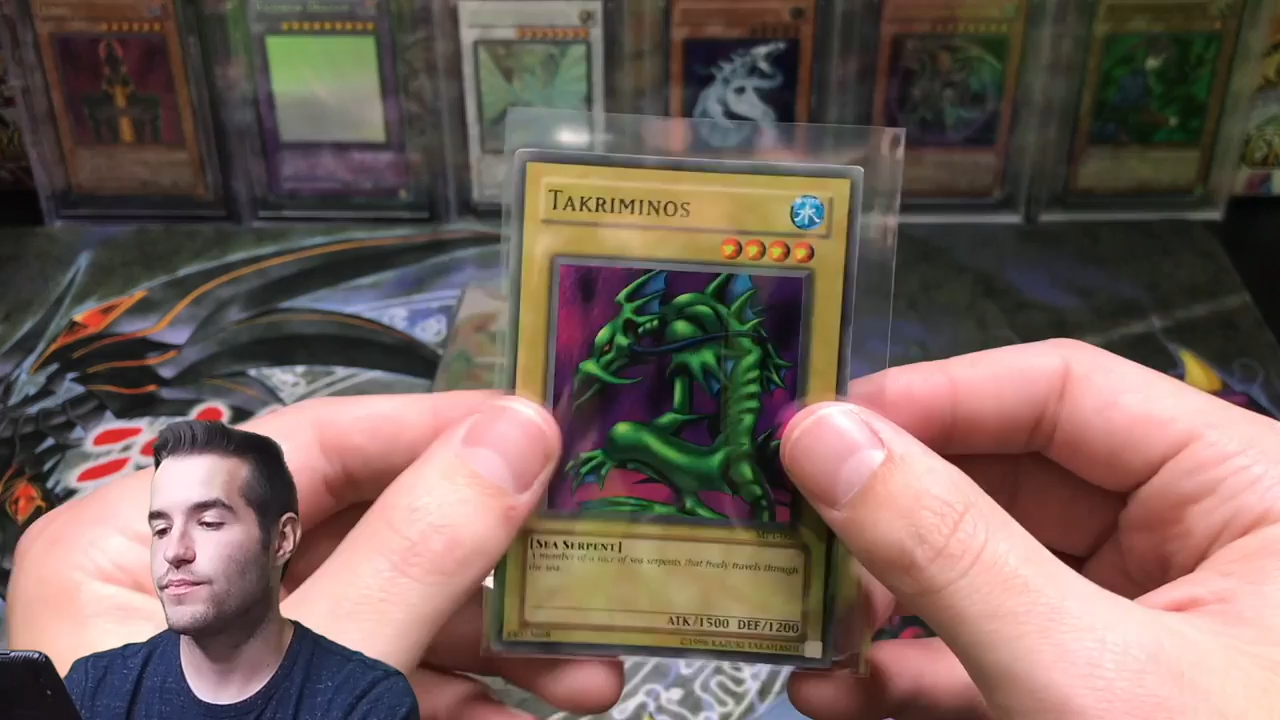 TAKRIMINOS
水
[SEA SERPENT]
A member of a race of sea serpents that freely travels through
the sea.
ATK/1500 DEF/1200
©1996 KAZUKI TAKAHASHI